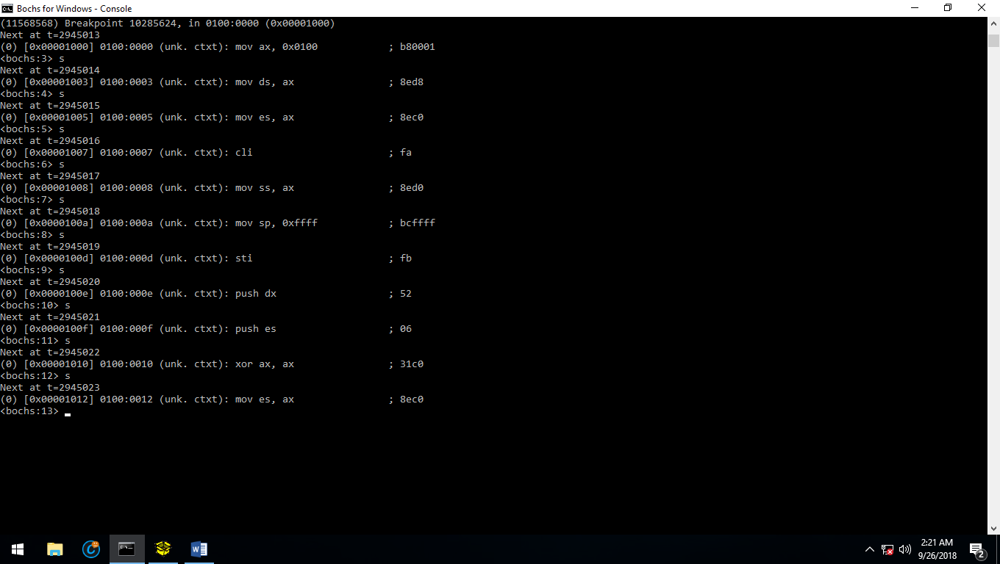 Bochs for Windows - Console
(11568568) Breakpoint 10285624, in 0100:0000 (0x00001000)
Next at t=2945013
(0) [0x00001000] 0100:0000 (unk. ctxt): mov ax, 0x0100            ; b80001
<bochs:3> s
Next at t=2945014
(0) [0x00001003] 0100:0003 (unk. ctxt): mov ds, ax                ; 8ed8
<bochs:4> s
Next at t=2945015
(0) [0x00001005] 0100:0005 (unk. ctxt): mov es, ax                ; 8ec0
<bochs:5> s
Next at t=2945016
(0) [0x00001007] 0100:0007 (unk. ctxt): cli                       ; fa
<bochs:6> s
Next at t=2945017
(0) [0x00001008] 0100:0008 (unk. ctxt): mov ss, ax                ; 8ed0
<bochs:7> s
Next at t=2945018
(0) [0x0000100a] 0100:000a (unk. ctxt): mov sp, 0xffff            ; bcffff
<bochs:8> s
Next at t=2945019
(0) [0x0000100d] 0100:000d (unk. ctxt): sti                       ; fb
<bochs:9> s
Next at t=2945020
(0) [0x0000100e] 0100:000e (unk. ctxt): push dx                   ; 52
<bochs:10> s
Next at t=2945021
(0) [0x0000100f] 0100:000f (unk. ctxt): push es                   ; 06
<bochs:11> s
Next at t=2945022
(0) [0x00001010] 0100:0010 (unk. ctxt): xor ax, ax                ; 31c0
<bochs:12> s
Next at t=2945023
(0) [0x00001012] 0100:0012 (unk. ctxt): mov es, ax                ; 8ec0
<bochs:13>
2:21 AM
9/26/2018
2